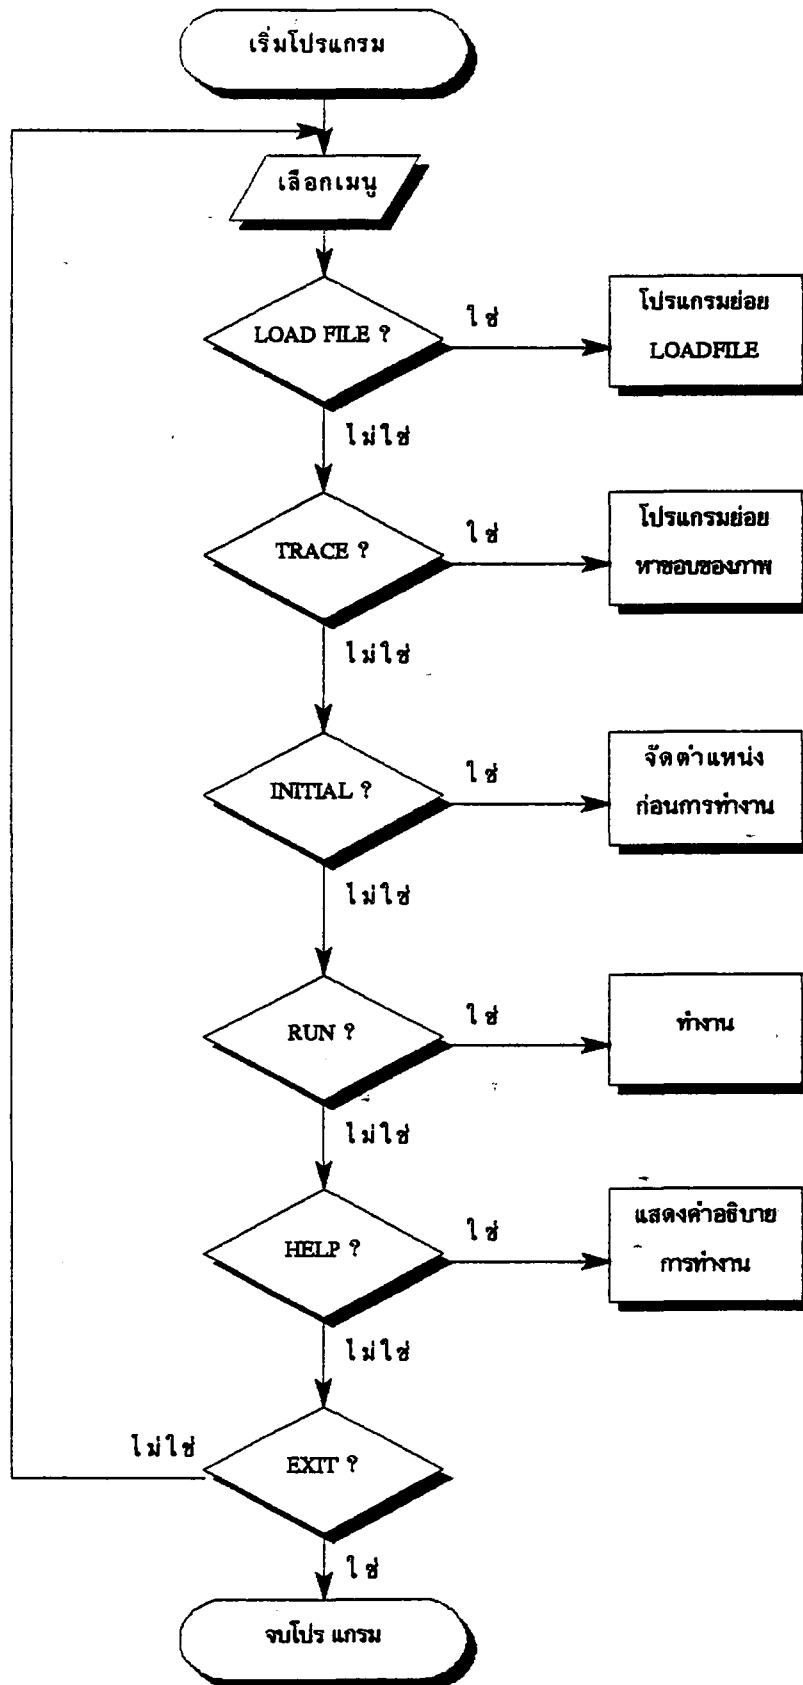 เริ่มโปรแกรม
เลือกเมนู
LOAD FILE ?
ใช่
โปรแกรมย่อย
LOADFILE
ไม่ใช่
TRACE ?
ใช่
โปรแกรมย่อย
หาขอบของภาพ
ไม่ใช่
INITIAL ?
ใช่
จัดตำแหน่ง
ก่อนการทำงาน
ไม่ใช่
RUN ?
ใช่
ทำงาน
ไม่ใช่
HELP ?
ใช่
แสดงคำอธิบาย
การทำงาน
ไม่ใช่
ไม่ใช่
EXIT ?
ใช่
จบโปร แกรม